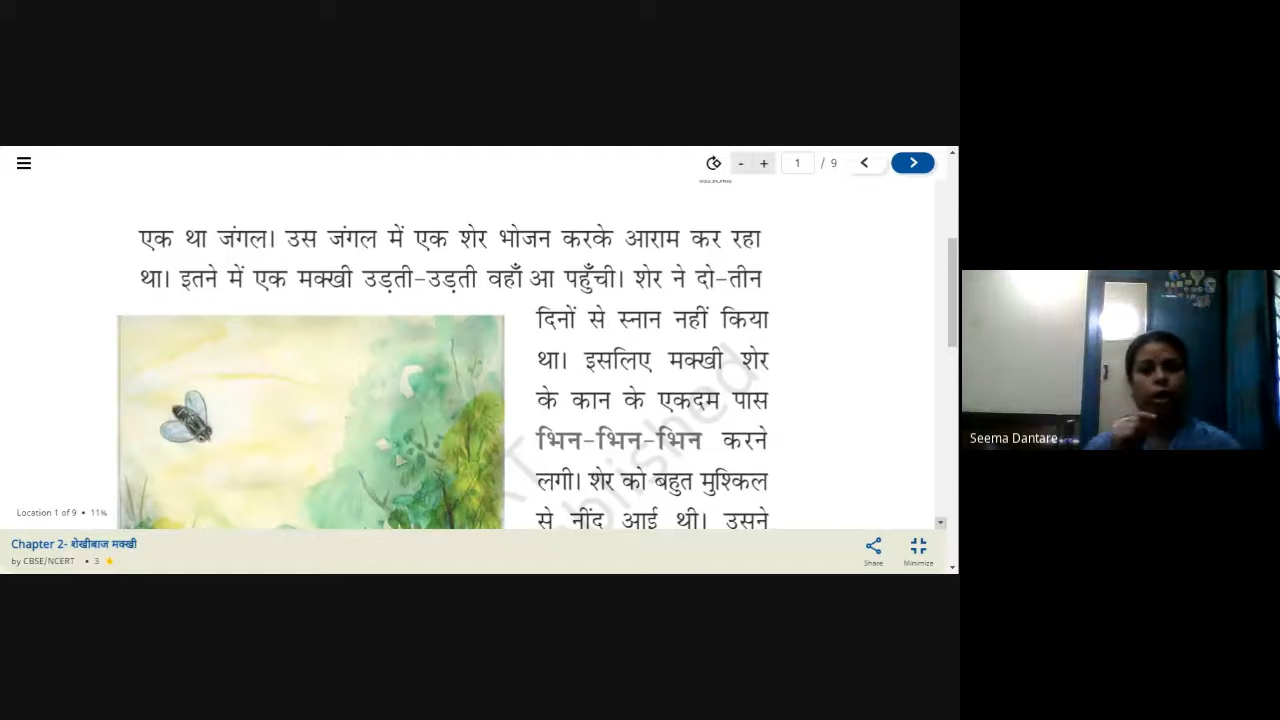 1 / 9
एक था जंगल। उस जंगल में एक शेर भोजन करके आराम कर रहा
था। इतने में एक मक्खी उड़ती-उड़ती वहाँ आ पहुँची। शेर ने दो-तीन
दिनों से स्नान नहीं किया
था। इसलिए मक्खी शेर
के कान के एकदम पास
भिन-भिन-भिन करने
लगी। शेर को बहुत मुश्किल
से नींद आई थी। उसने
Location 1 of 9 • 11%
Chapter 2- शेखीबाज मक्खी
by CBSE/NCERT • 3
Share
Minimize
Seema Dantare